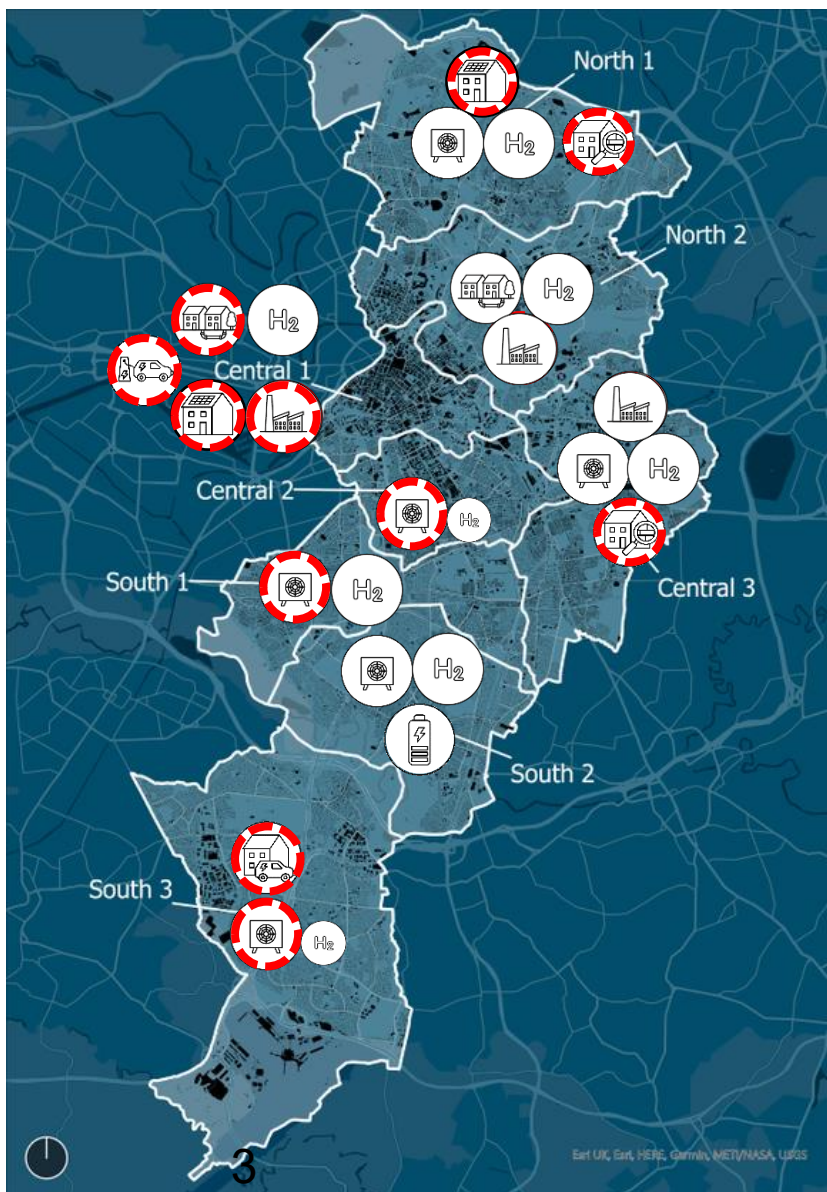 North 1
H2
North 2
H2
H2
Central 1
H2
Central 2
H2
South 1
H2
Central 3
H2
South 2
South 3
H2
3
Esri UK, Esri, HERE, Garmin, METI/NASA, USGS